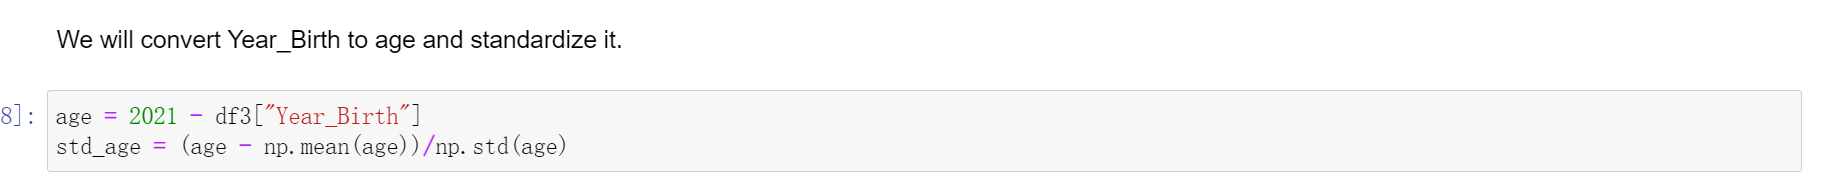 We will convert Year_Birth to age and standardize it.
8]:
age = 2021 - df3["Year_Birth"]
std_age = (age - np.mean(age))/np.std(age)